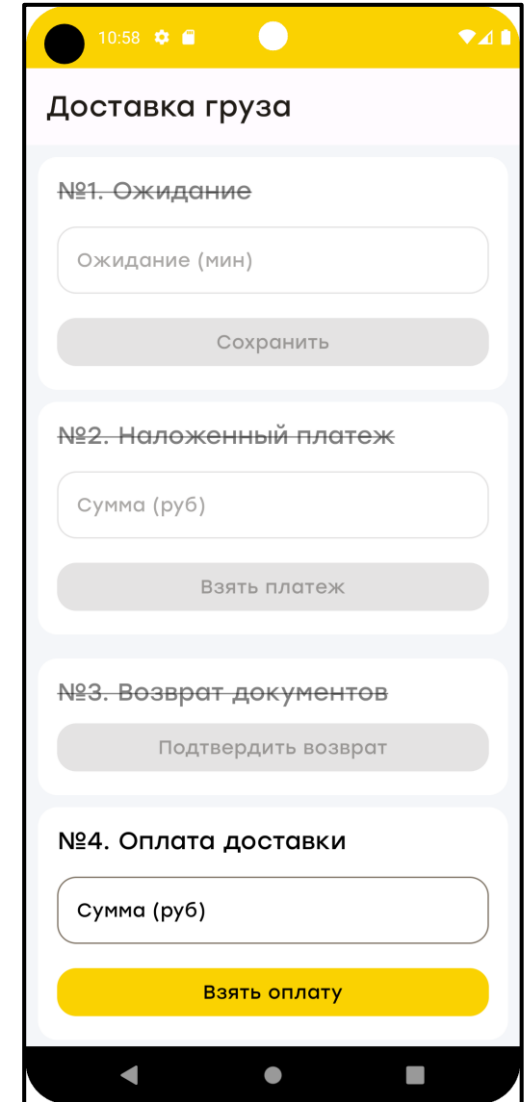 10:58
Доставка груза
№1. Ожидание
Ожидание (мин)
Сохранить
№2. Наложенный платеж
Сумма (руб)
Взять платеж
№3. Возврат документов
Подтвердить возврат
№4. Оплата доставки
Сумма (руб)
Взять оплату